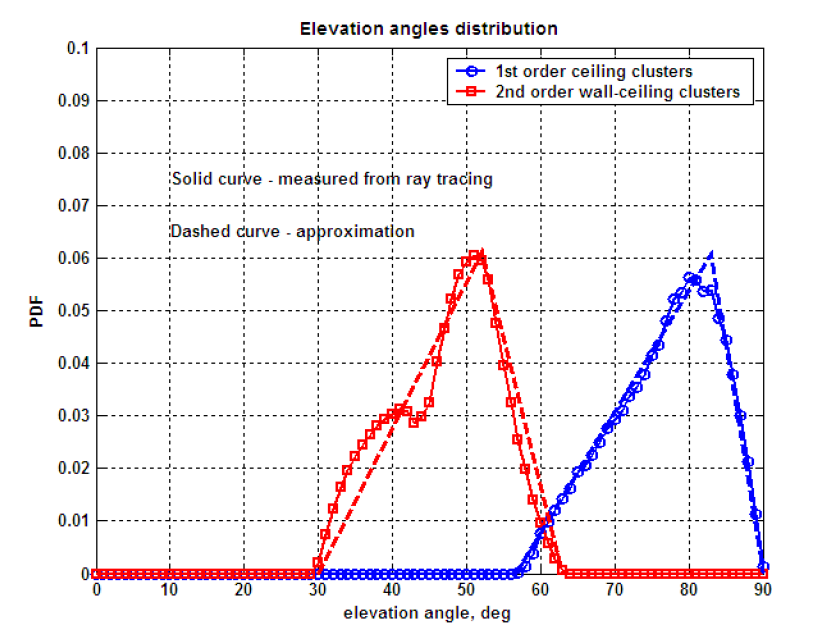 Elevation angles distribution
0.1
0.09
0.08
0.07
0.06
0.05
0.04
0.03
0.02
0.01
0
PDF
1st order ceiling clusters
2nd order wall-ceiling clusters
Solid curve - measured from ray tracing
Dashed curve - approximation
0 10 20 30 40 50 60 70 80 90
elevation angle, deg